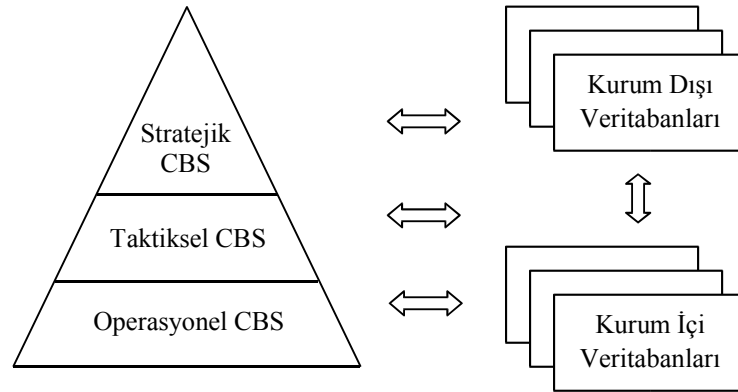 Stratejik
CBS
Taktiksel CBS
Operasyonel CBS
Kurum Dışı
Veritabanları
Kurum İçi
Veritabanları